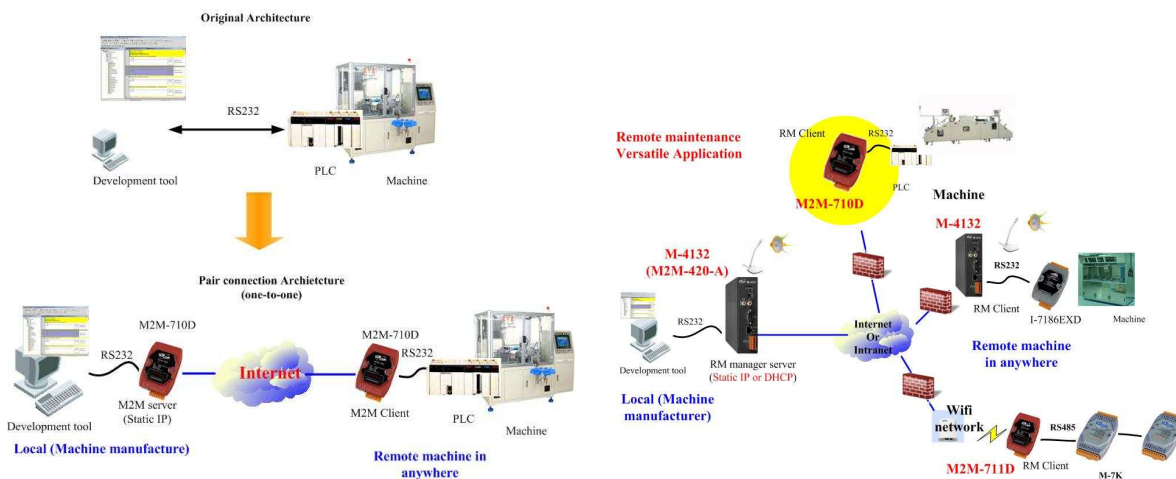 Original Architecture
RS232
Development tool
PLC
Machine
Pair connection Archietcture
(one-to-one)
M2M-710D
RS232
M2M server
(Static IP)
Development tool
Internet
M2M-710D
RS232
M2M Client
PLC
Machine
Local (Machine manufacture)
Remote machine in
anywhere
Remote maintenance
Versatile Application
RM Client
RS232
PLC
M2M-710D
Machine
M-4132
(M2M-420-A)
RS232
Development tool
RM manager server
(Static IP or DHCP)
Local (Machine
manufacturer)
Internet
Or
Intranet
M-4132
RS232
RM Client
I-7186EXD
Machine
Remote machine
in anywhere
Wifi
network
M2M-711D
RM Client
RS485
M-7K